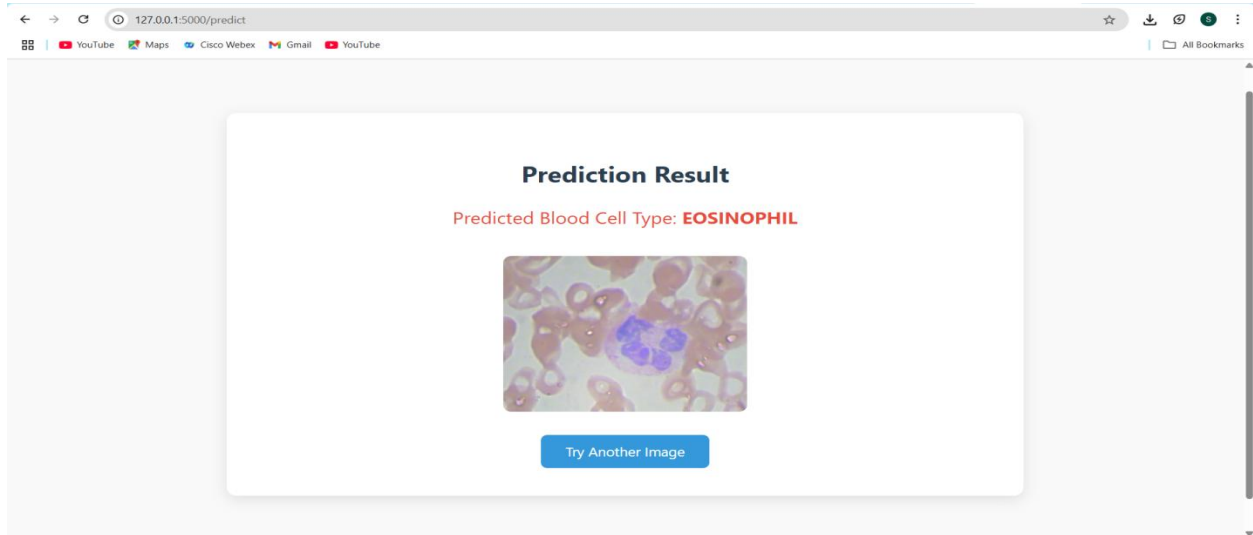 127.0.0.1:5000/predict
S
YouTube Maps Cisco Webex Gmail YouTube All Bookmarks
Prediction Result
Predicted Blood Cell Type: EOSINOPHIL
Try Another Image